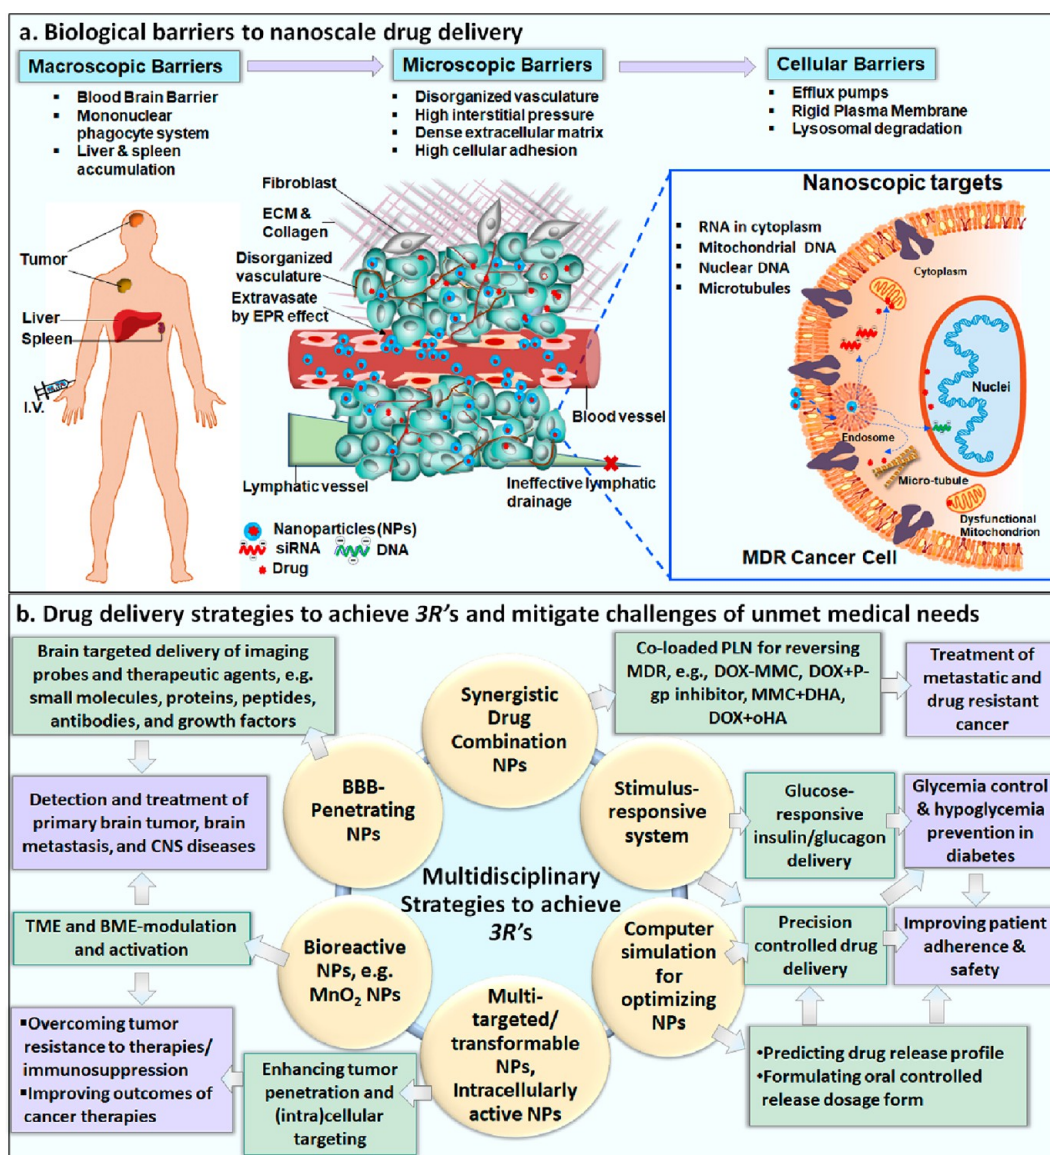 a. Biological barriers to nanoscale drug delivery
Macroscopic Barriers
▪ Blood Brain Barrier
▪ Mononuclear
phagocyte system
▪ Liver & spleen
accumulation
Microscopic Barriers
▪ Disorganized vasculature
▪ High interstitial pressure
▪ Dense extracellular matrix
▪ High cellular adhesion
Cellular Barriers
▪ Efflux pumps
▪ Rigid Plasma Membrane
▪ Lysosomal degradation
Tumor
Liver
Spleen
I.V.
Fibroblast
ECM &
Collagen
Disorganized
vasculature
Extravasate
by EPR effect
Blood vessel
Lymphatic vessel
Ineffective lymphatic
drainage
Nanoparticles (NPs)
siRNA
DNA
Drug
Nanoscopic targets
▪ RNA in cytoplasm
▪ Mitochondrial DNA
▪ Nuclear DNA
▪ Microtubules
Cytoplasm
Nuclei
Endosome
Micro-tubule
Dysfunctional
Mitochondrion
MDR Cancer Cell
b. Drug delivery strategies to achieve 3R's and mitigate challenges of unmet medical needs
Brain targeted delivery of imaging
probes and therapeutic agents, e.g.
small molecules, proteins, peptides,
antibodies, and growth factors
Detection and treatment of
primary brain tumor, brain
metastasis, and CNS diseases
TME and BME-modulation
and activation
▪Overcoming tumor
resistance to therapies/
immunosuppression
▪Improving outcomes of
cancer therapies
Enhancing tumor
penetration and
(intra)cellular
targeting
Synergistic
Drug
Combination
NPs
BBB-
Penetrating
NPs
Stimulus-
responsive
system
Multidisciplinary
Strategies to achieve
3R's
Bioreactive
NPs, e.g.
MnO2 NPs
Computer
simulation
for
optimizing
NPs
Multi-
targeted/
transformable
NPs,
Intracellularly
active NPs
Co-loaded PLN for reversing
MDR, e.g., DOX-MMC, DOX+P-
gp inhibitor, MMC+DHA,
DOX+oHA
Treatment of
metastatic and
drug resistant
cancer
Glucose-
responsive
insulin/glucagon
delivery
Glycemia control
& hypoglycemia
prevention in
diabetes
Precision
controlled drug
delivery
Improving patient
adherence &
safety
•Predicting drug release profile
•Formulating oral controlled
release dosage form